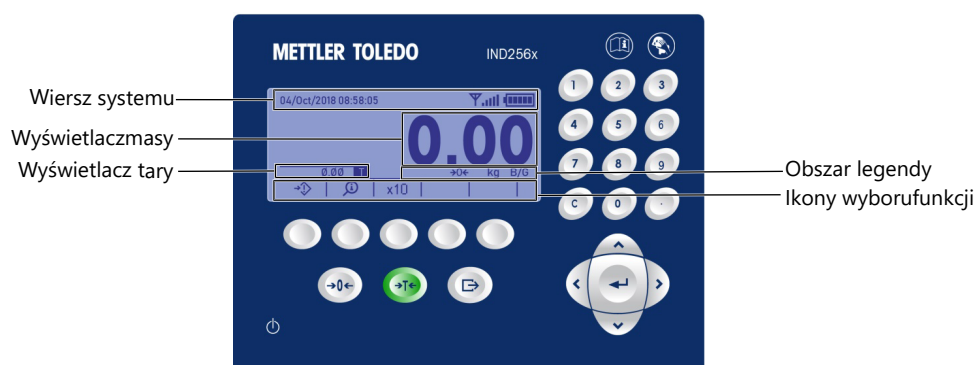 METTLER TOLEDO
IND256x
Wiersz systemu
04/Oct/2018 08:58:05
1 2 3
Wyświetlaczmasy
0.00
4 5 6
Wyświetlacz tary
0.00 T
→0← kg B/G
7 8 9
Obszar legendy
x10
Ikony wyborufunkcji
C 0 .
→0←
→T←